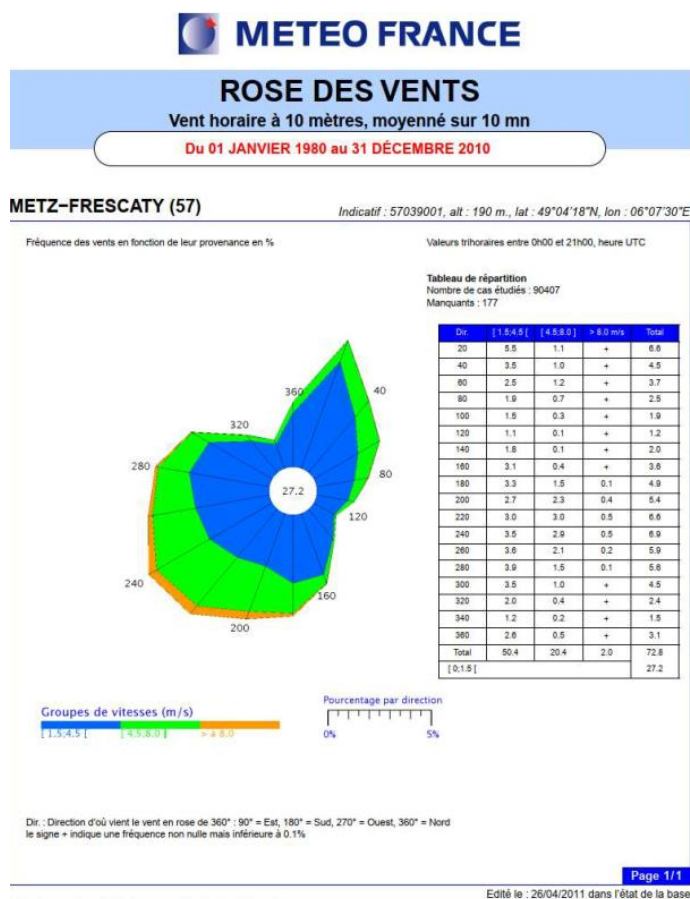 METEO FRANCE
ROSE DES VENTS
Vent horaire à 10 mètres, moyenné sur 10 mn
Du 01 JANVIER 1980 au 31 DÉCEMBRE 2010
METZ–FRESCATY (57)
Indicatif : 57039001, alt : 190 m., lat : 49°04'18"N, lon : 06°07'30"E
Fréquence des vents en fonction de leur provenance en %
Valeurs trihoraires entre 0h00 et 21h00, heure UTC
Tableau de répartition
Nombre de cas étudiés : 90407
Manquants : 177
Dir. [ 1.5;4.5 [ [ 4.5;8.0 ] > 8.0 m/s Total
20 5.5 1.1 + 6.6
40 3.5 1.0 + 4.5
60 2.5 1.2 + 3.7
80 1.9 0.7 + 2.5
100 1.5 0.3 + 1.9
120 1.1 0.1 + 1.2
140 1.8 0.1 + 2.0
160 3.1 0.4 + 3.6
180 3.3 1.5 0.1 4.9
200 2.7 2.3 0.4 5.4
220 3.0 3.0 0.5 6.6
240 3.5 2.9 0.5 6.9
260 3.6 2.1 0.2 5.9
280 3.9 1.5 0.1 5.6
300 3.5 1.0 + 4.5
320 2.0 0.4 + 2.4
340 1.2 0.2 + 1.5
360 2.6 0.5 + 3.1
Total 50.4 20.4 2.0 72.8
[ 0;1.5 [ 27.2
360
40
320
280
80
27.2
120
240
160
200
Groupes de vitesses (m/s)
[ 1.5;4.5 [ [ 4.5;8.0 ] > à 8.0
Pourcentage par direction
0% 5%
Dir. : Direction d'où vient le vent en rose de 360° : 90° = Est, 180° = Sud, 270° = Ouest, 360° = Nord
le signe + indique une fréquence non nulle mais inférieure à 0.1%
Page 1/1
Edité le : 26/04/2011 dans l'état de la base